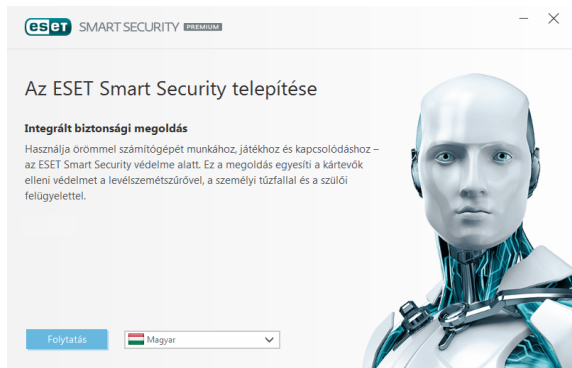 eset SMART SECURITY PREMIUM
Az ESET Smart Security telepítése
Integrált biztonsági megoldás
Használja örömmel számítógépét munkához, játékhoz és kapcsolódáshoz –
az ESET Smart Security védelme alatt. Ez a megoldás egyesíti a kártevők
elleni védelmet a levélszemétszűrővel, a személyi tűzfallal és a szülői
felügyelettel.
Folytatás
Magyar